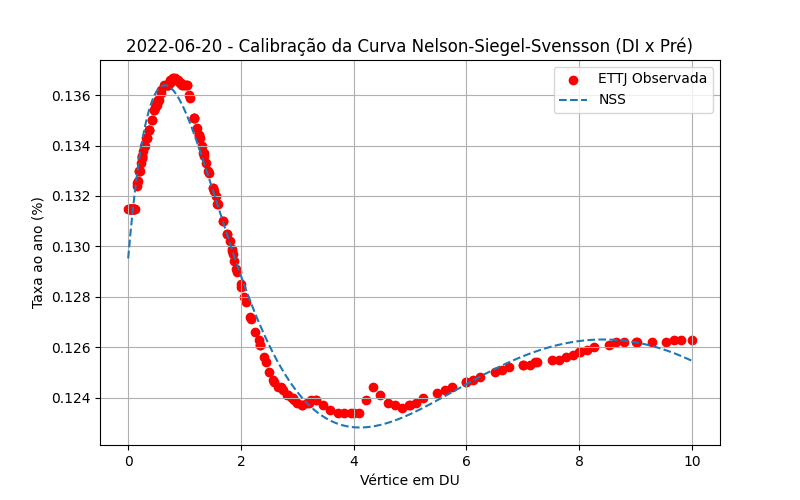 2022-06-20 - Calibração da Curva Nelson-Siegel-Svensson (DI x Pré)
ETTJ Observada
NSS
Taxa ao ano (%)
0.136
0.134
0.132
0.130
0.128
0.126
0.124
0 2 4 6 8 10
Vértice em DU